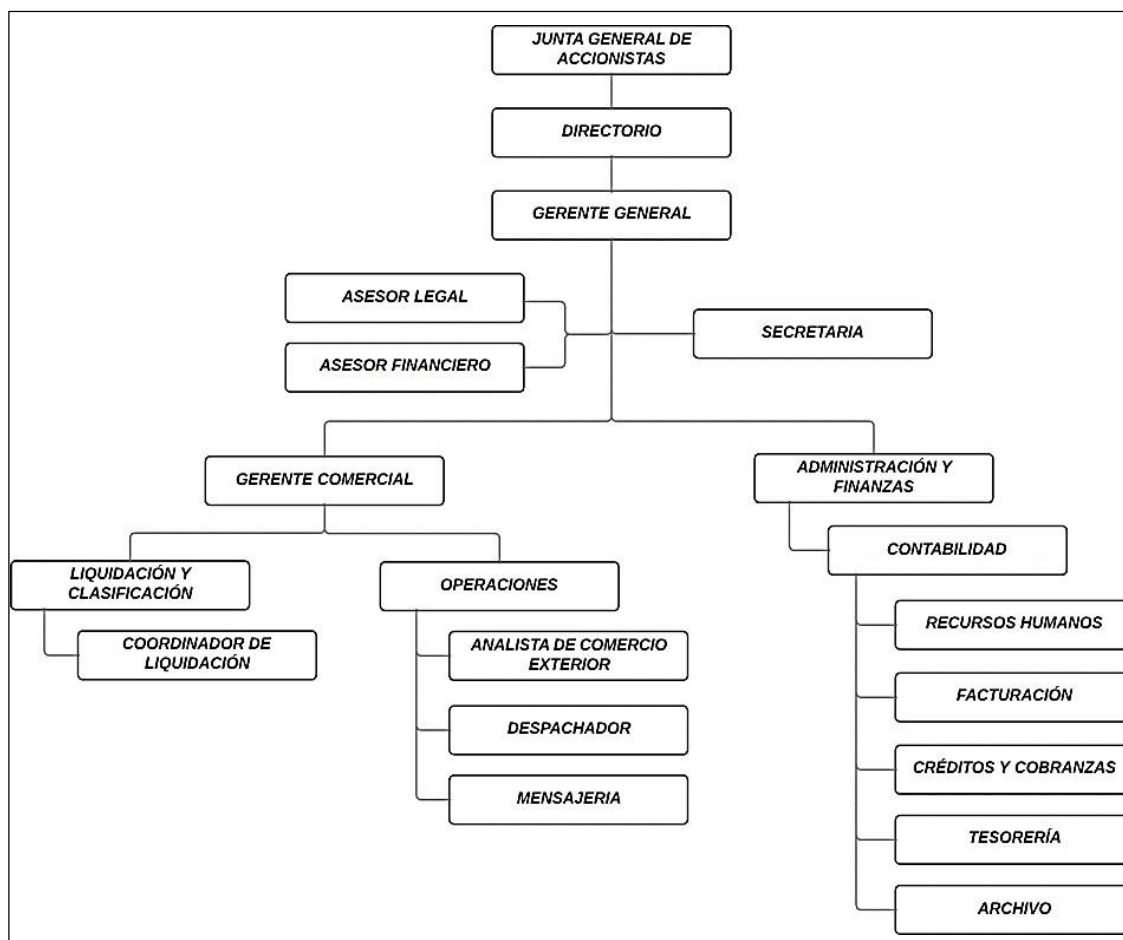 JUNTA GENERAL DE
ACCIONISTAS
DIRECTORIO
GERENTE GENERAL
ASESOR LEGAL
SECRETARIA
ASESOR FINANCIERO
GERENTE COMERCIAL
ADMINISTRACIÓN Y
FINANZAS
LIQUIDACIÓN Y
CLASIFICACIÓN
OPERACIONES
CONTABILIDAD
COORDINADOR DE
LIQUIDACIÓN
ANALISTA DE COMERCIO
EXTERIOR
DESPACHADOR
MENSAJERIA
RECURSOS HUMANOS
FACTURACIÓN
CRÉDITOS Y COBRANZAS
TESORERÍA
ARCHIVO